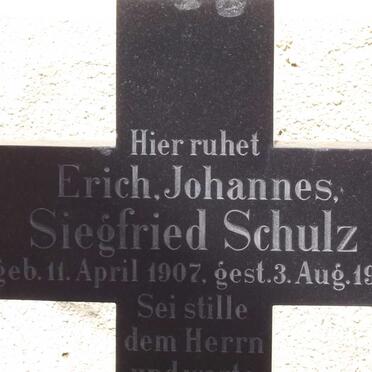 Hier ruhet
Erich, Johannes,
Siegfried Schulz
geb. 11. April 1907, gest. 3. Aug. 19
Sei stille
dem Herrn